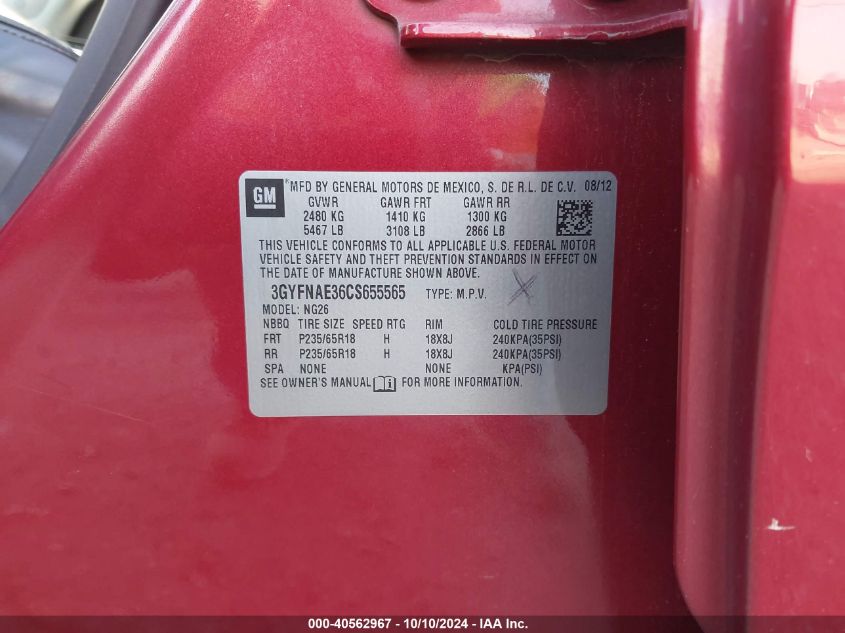 GM ® MFD BY GENERAL MOTORS DE MEXICO, S. DE R.L. DE C.V. 08/12
GVWR GAWR FRT GAWR RR
2480 KG 1410 KG 1300 KG
5467 LB 3108 LB 2866 LB
THIS VEHICLE CONFORMS TO ALL APPLICABLE U.S. FEDERAL MOTOR
VEHICLE SAFETY AND THEFT PREVENTION STANDARDS IN EFFECT ON
THE DATE OF MANUFACTURE SHOWN ABOVE.
3GYFNAE36CS655565 TYPE: M.P.V.
MODEL: NG26
NBBQ TIRE SIZE SPEED RTG RIM COLD TIRE PRESSURE
FRT P235/65R18 H 18X8J 240KPA(35PSI)
RR P235/65R18 H 18X8J 240KPA(35PSI)
SPA NONE NONE KPA(PSI)
SEE OWNER'S MANUAL FOR MORE INFORMATION.
000-40562967 - 10/10/2024 - IAA Inc.